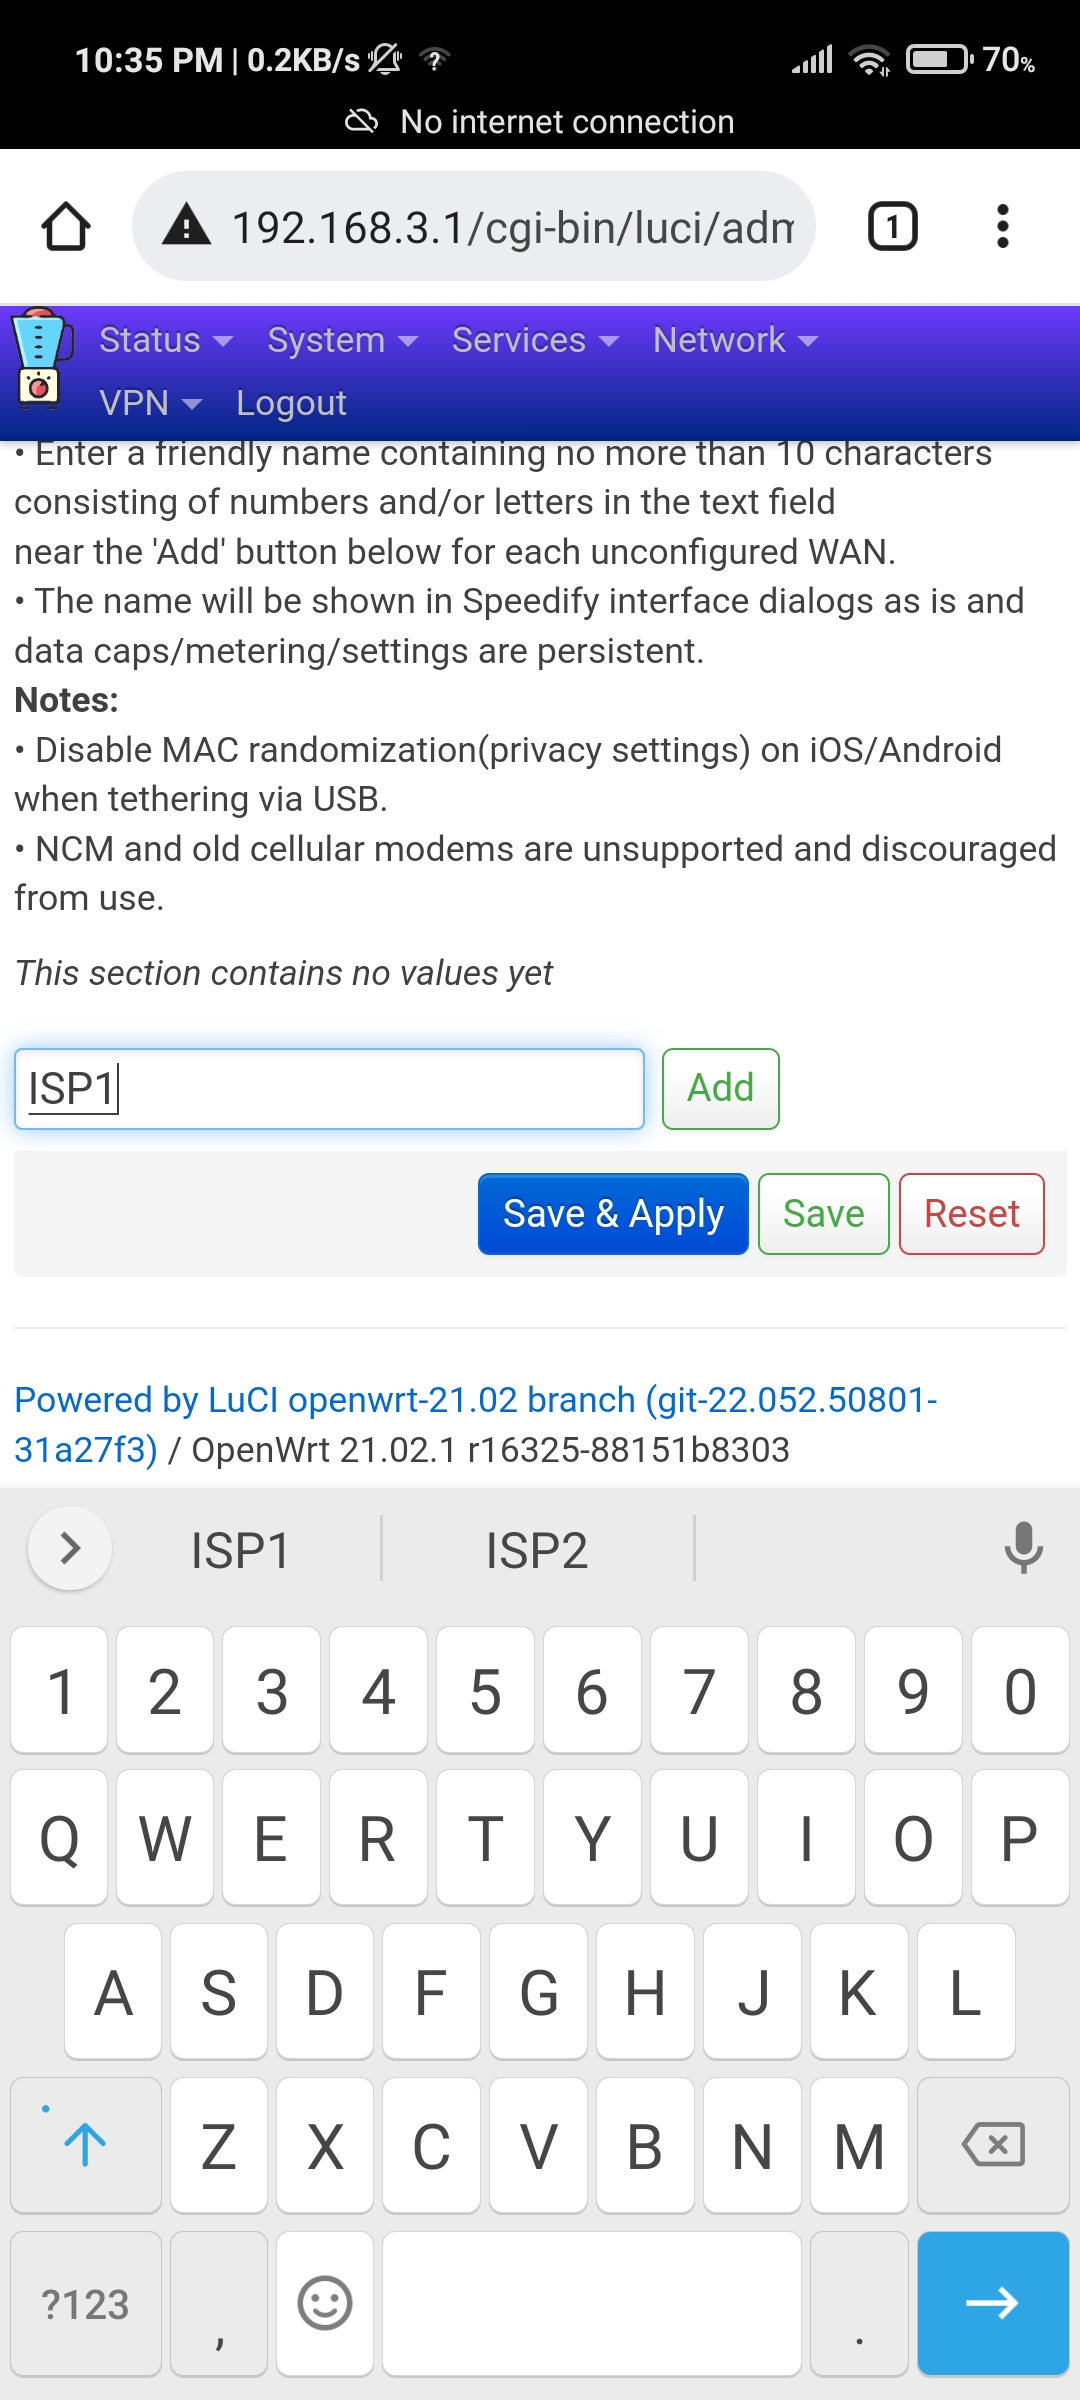 10:35 PM | 0.2KB/s 70%
No internet connection
192.168.3.1/cgi-bin/luci/adm
1
Status System Services Network
VPN Logout
• Enter a friendly name containing no more than 10 characters
consisting of numbers and/or letters in the text field
near the 'Add' button below for each unconfigured WAN.
• The name will be shown in Speedify interface dialogs as is and
data caps/metering/settings are persistent.
Notes:
• Disable MAC randomization(privacy settings) on iOS/Android
when tethering via USB.
• NCM and old cellular modems are unsupported and discouraged
from use.
This section contains no values yet
ISP1 Add
Save & Apply Save Reset
Powered by LuCI openwrt-21.02 branch (git-22.052.50801-
31a27f3) / OpenWrt 21.02.1 r16325-88151b8303
ISP1 ISP2
1 2 3 4 5 6 7 8 9 0
Q W E R T Y U I O P
A S D F G H J K L
Z X C V B N M
?123 , .